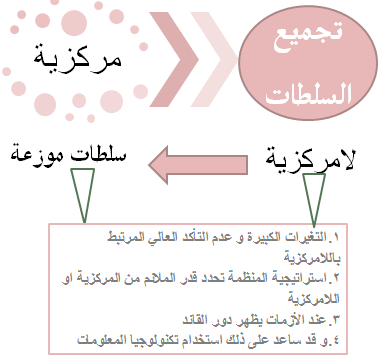 تجميع
السلطات
مركزية
لامركزية
سلطات موزعة
١.التغيرات الكبيرة و عدم التأكد العالي المرتبط
باللامركزية
٢.استراتيجية المنظمة تحدد قدر الملائم من المركزية او
اللامركزية
٣.عند الأزمات يظهر دور القائد
٤.و قد ساعد على ذلك استخدام تكنولوجيا المعلومات